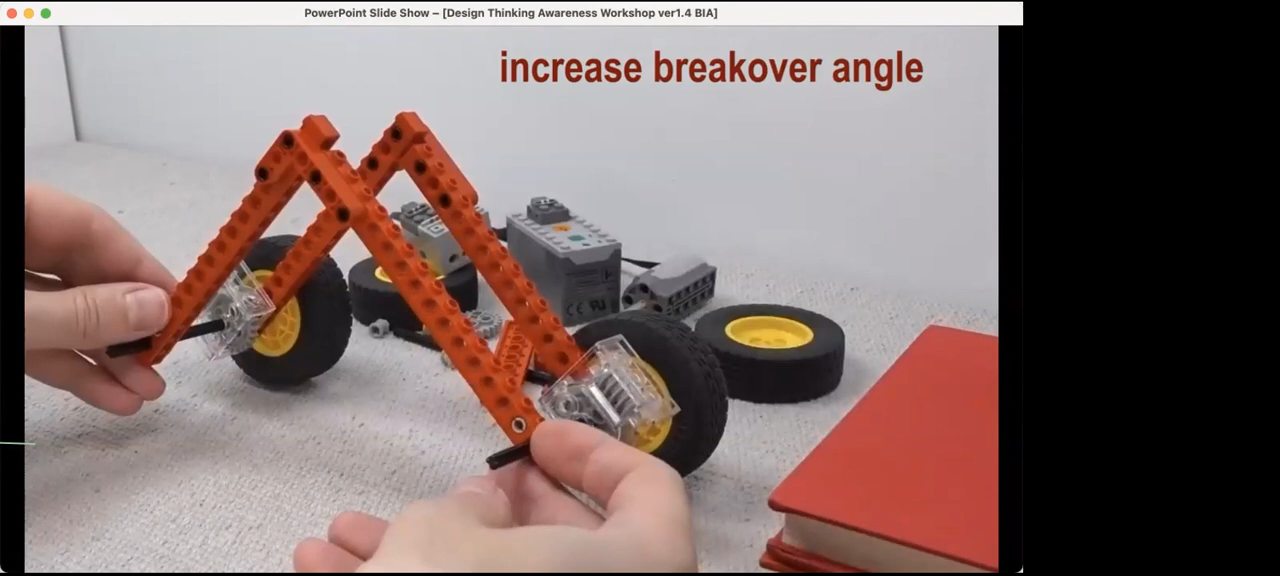 PowerPoint Slide Show – [Design Thinking Awareness Workshop ver1.4 BIA]
increase breakover angle